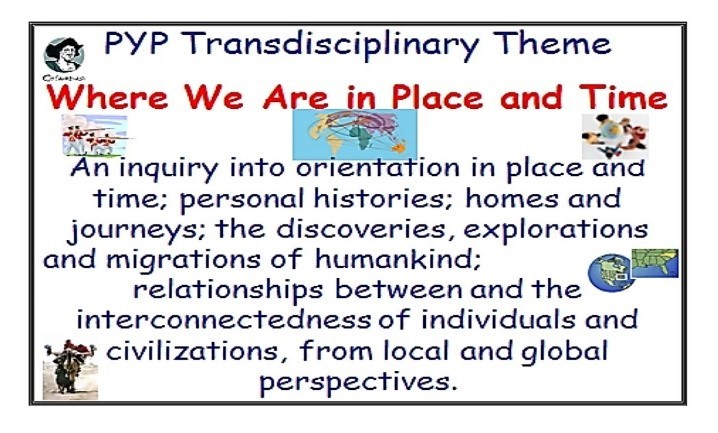 PYP Transdisciplinary Theme
Columbus
Where We Are in Place and Time
An inquiry into orientation in place and
time; personal histories; homes and
journeys; the discoveries, explorations
and migrations of humankind;
relationships between and the
interconnectedness of individuals and
civilizations, from local and global
perspectives.